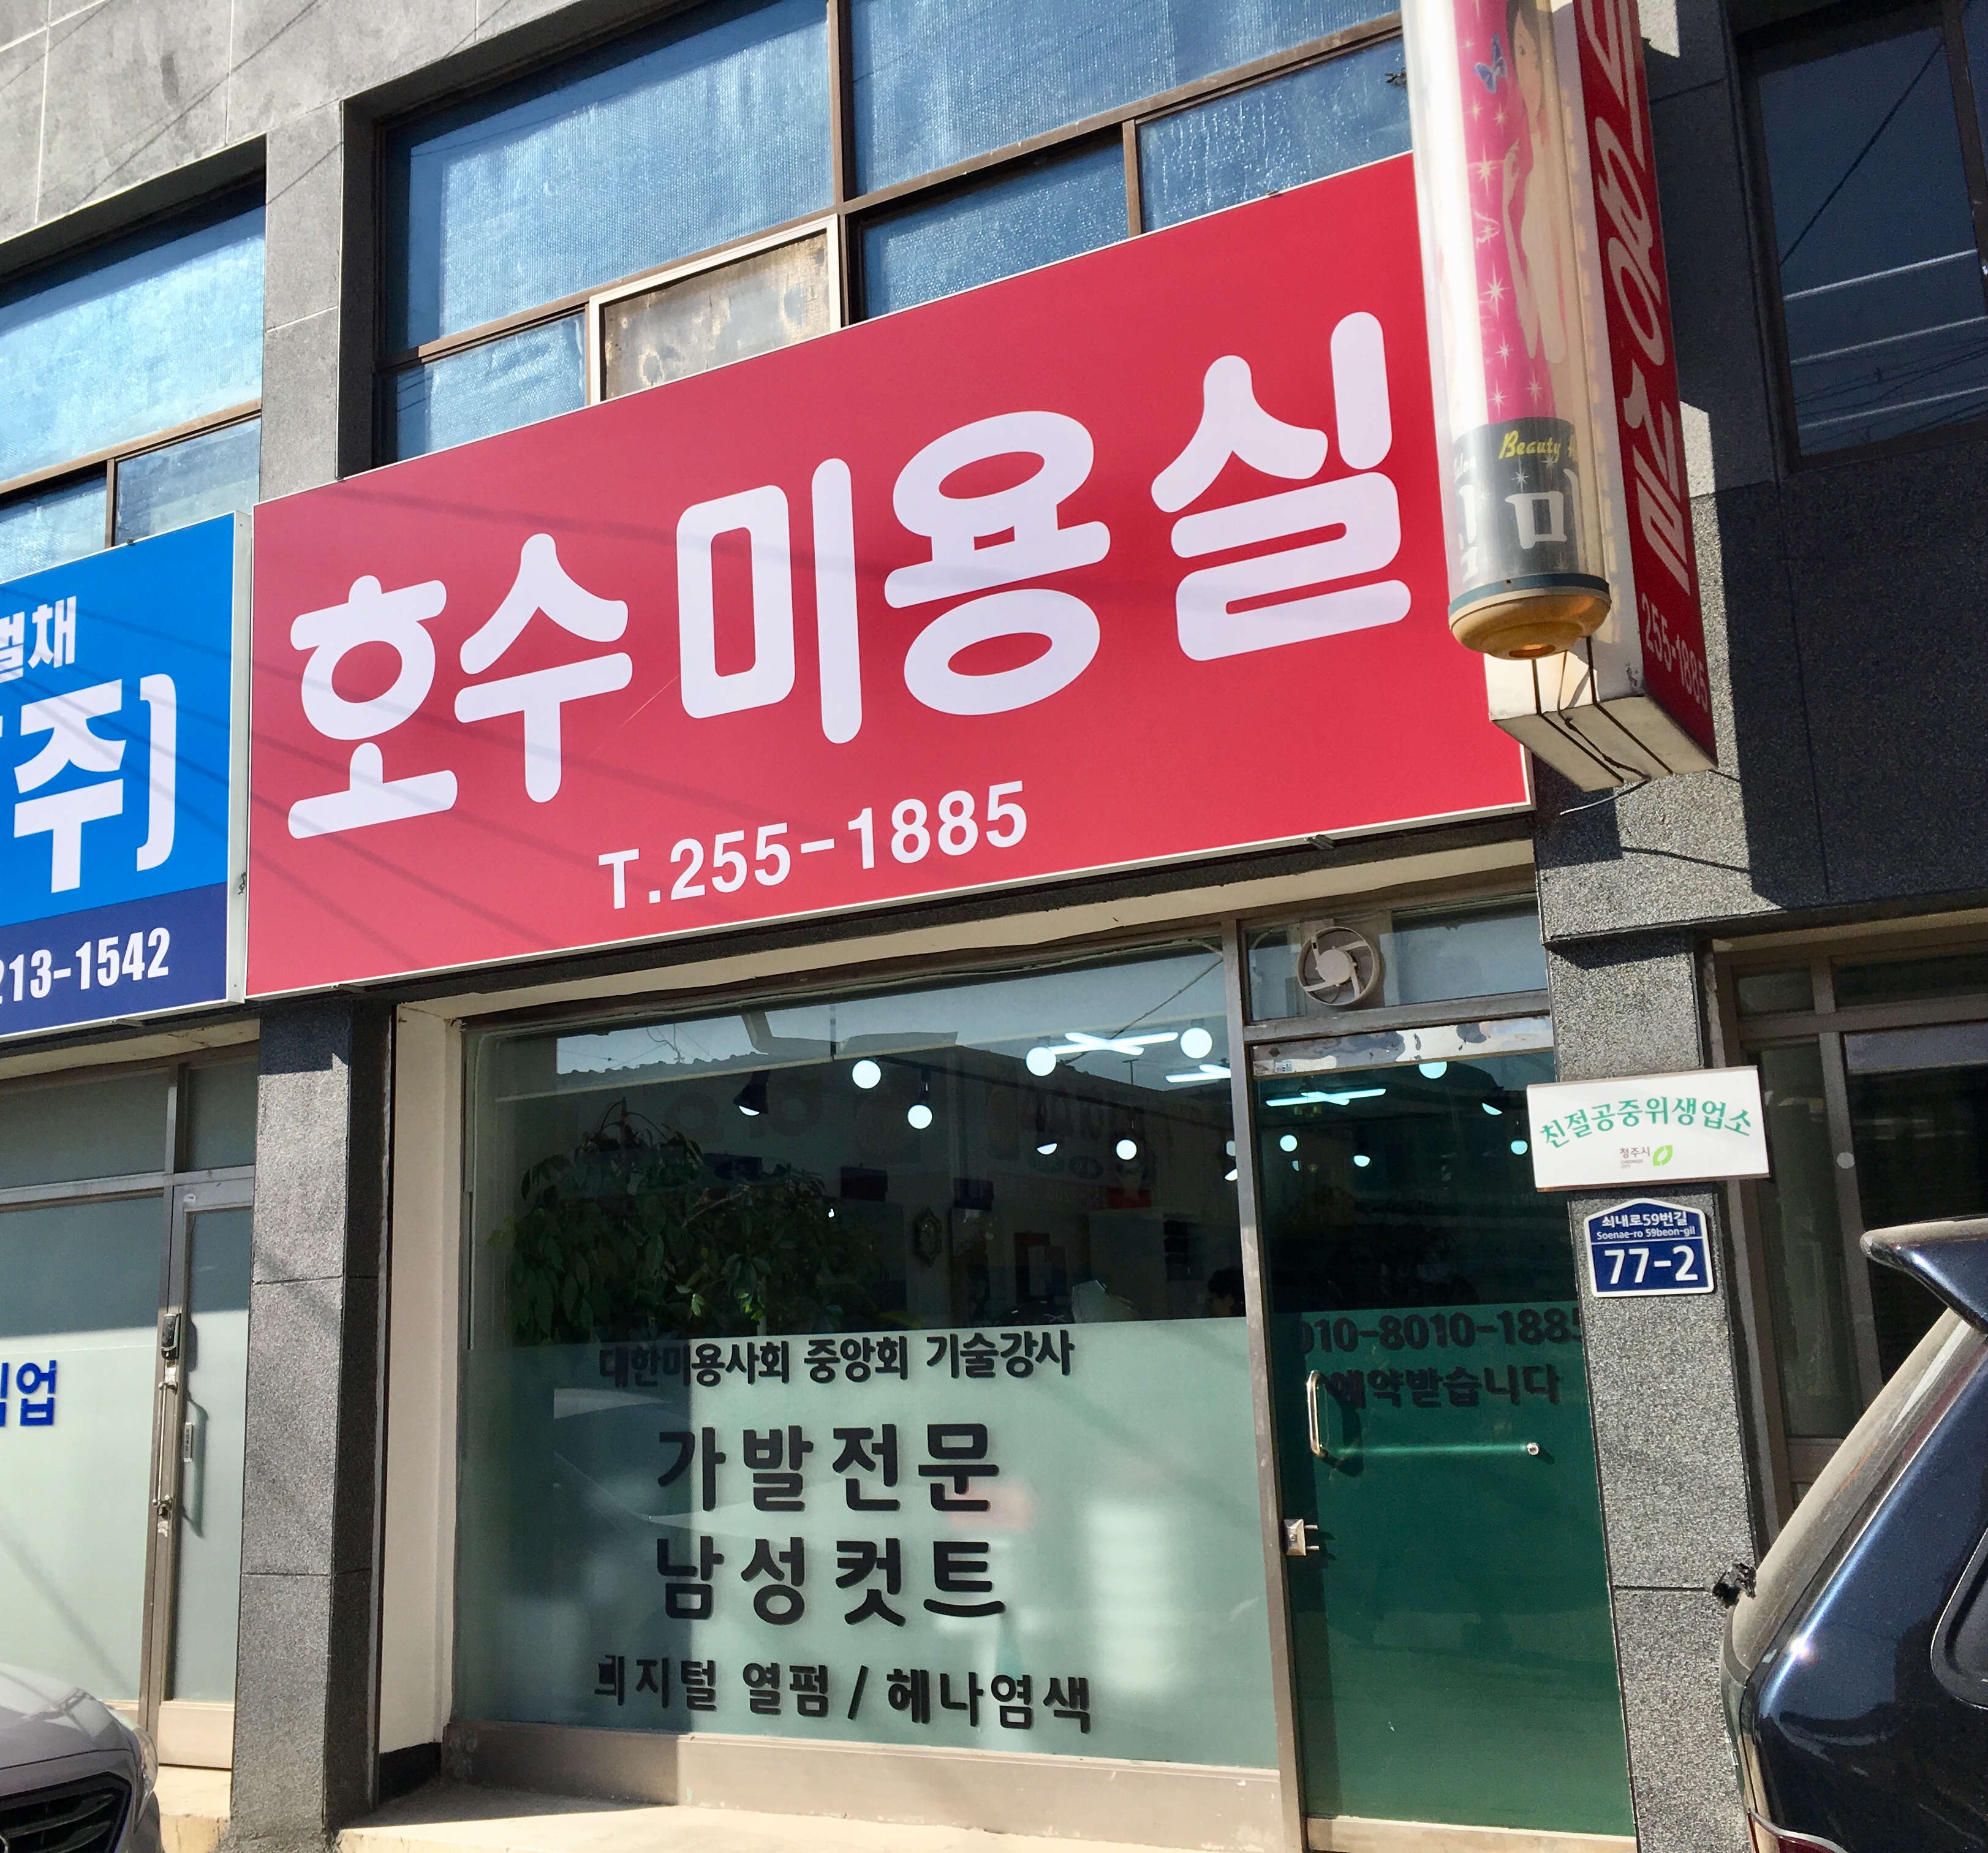 호수미용실
T.255-1885
주]
213-1542
Beauty
미
255-1885
친절공중위생업소
청주시
쇠내로59번길
Soenae-ro 59beon-gil
77-2
대한미용사회 중앙회 기술강사
가발전문
남성컷트
디지털 열펌 / 헤나염색
010-8010-1885
예약받습니다